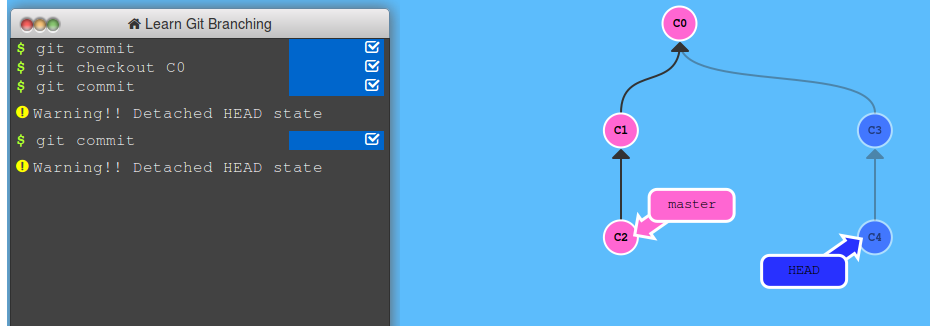 Learn Git Branching
$ git commit
$ git checkout C0
$ git commit
Warning!! Detached HEAD state
$ git commit
Warning!! Detached HEAD state
C0
C1
C3
master
C2
C4
HEAD